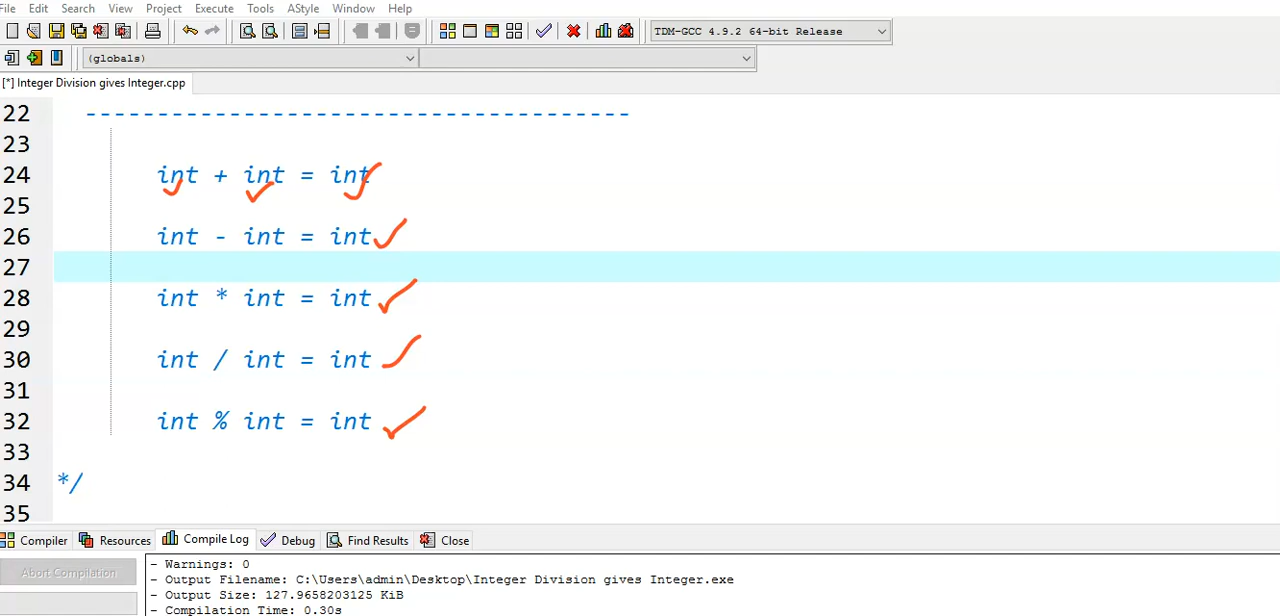 File Edit Search View Project Execute Tools AStyle Window Help
TDM-GCC 4.9.2 64-bit Release
(globals)
[*] Integer Division gives Integer.cpp
22 --------------------------------------
23
24 int + int = int
25
26 int - int = int
27
28 int * int = int
29
30 int / int = int
31
32 int % int = int
33
34 */
35
Compiler Resources Compile Log Debug Find Results Close
Abort Compilation
- Warnings: 0
- Output Filename: C:\Users\admin\Desktop\Integer Division gives Integer.exe
- Output Size: 127.9658203125 KiB
- Compilation Time: 0.30s